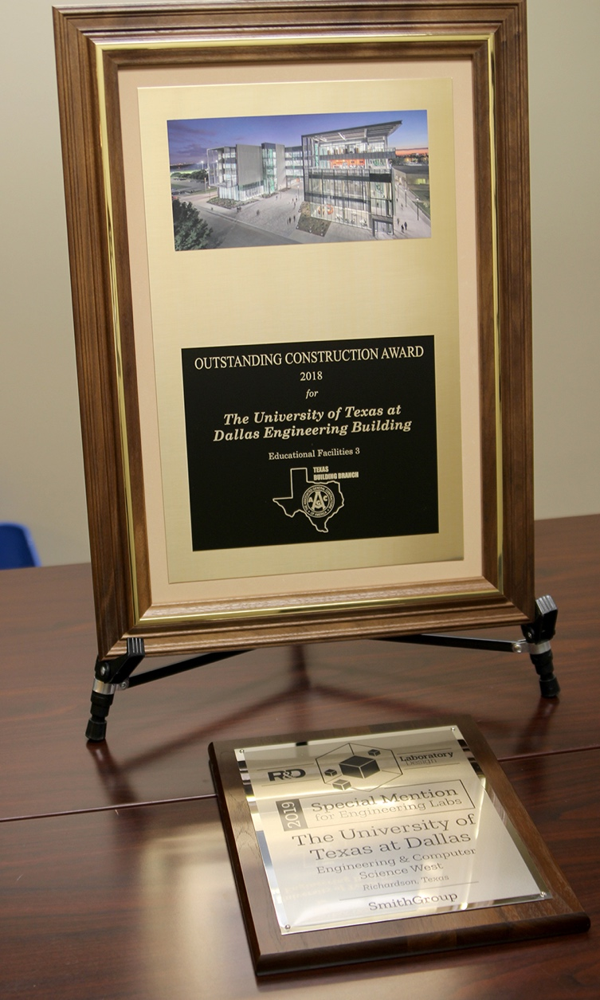 OUTSTANDING CONSTRUCTION AWARD
2018
for
The University of Texas at
Dallas Engineering Building
Educational Facilities 3
TEXAS
BUILDING BRANCH
AGC
R&D
Laboratory
Design
2019
Special Mention
for Engineering Labs
The University of
Texas at Dallas
Engineering & Computer
Science West
Richardson, Texas
SmithGroup